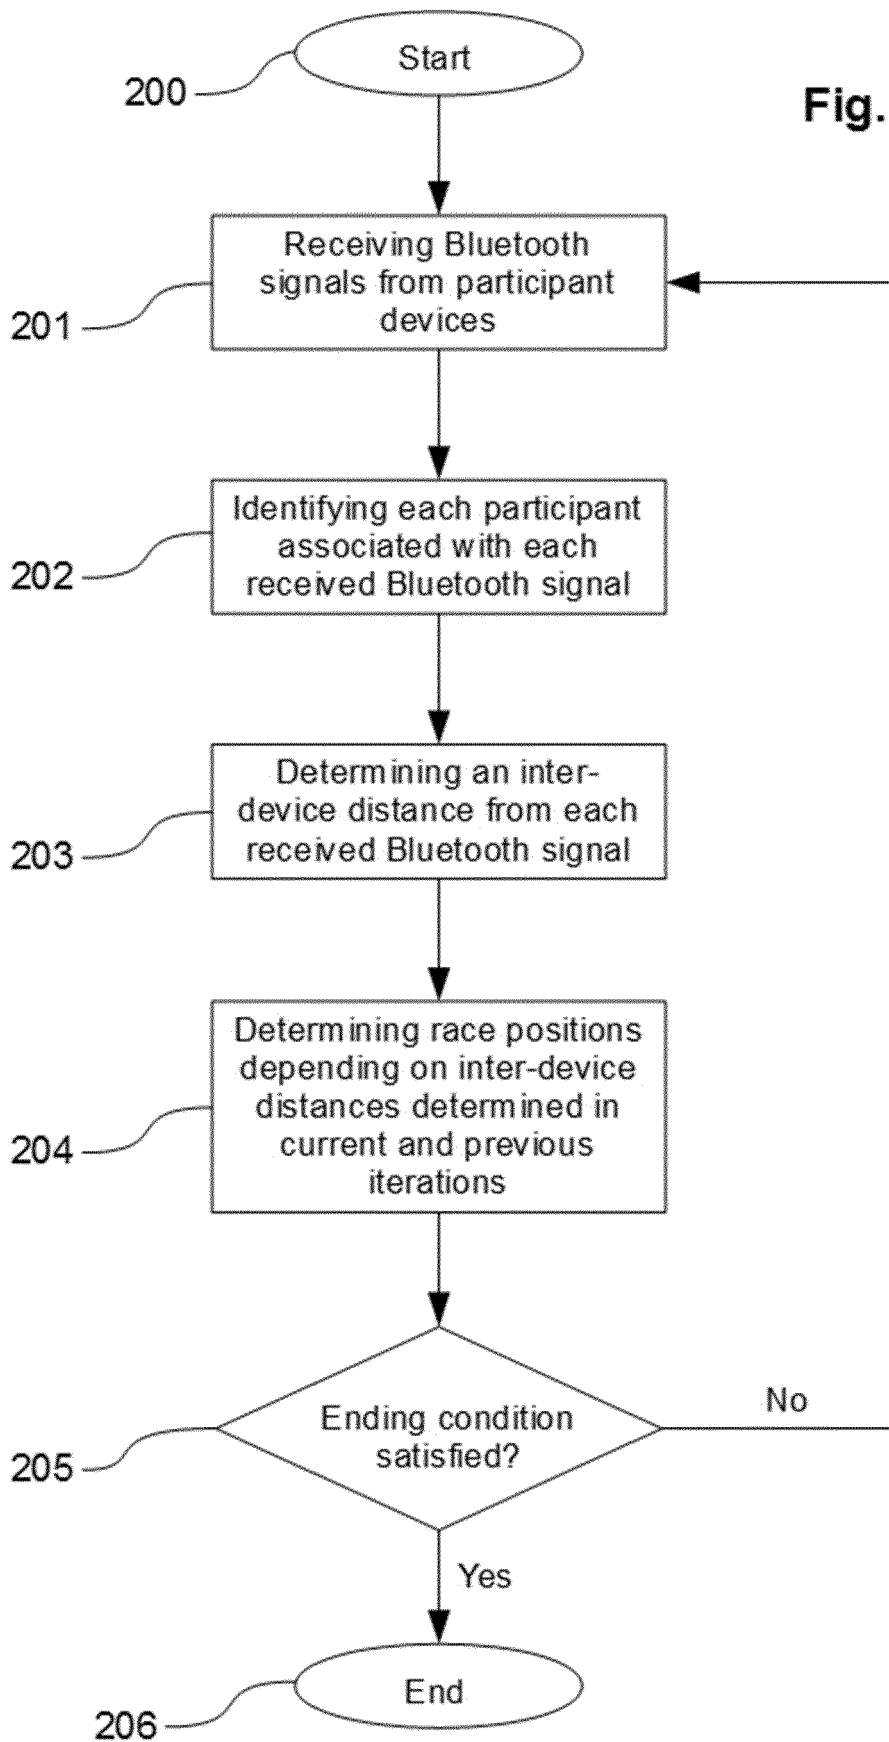 Start
200
Fig.
Receiving Bluetooth
signals from participant
devices
201
Identifying each participant
associated with each
received Bluetooth signal
202
Determining an inter-
device distance from each
received Bluetooth signal
203
Determining race positions
depending on inter-device
distances determined in
current and previous
iterations
204
No
Ending condition
satisfied?
205
Yes
End
206